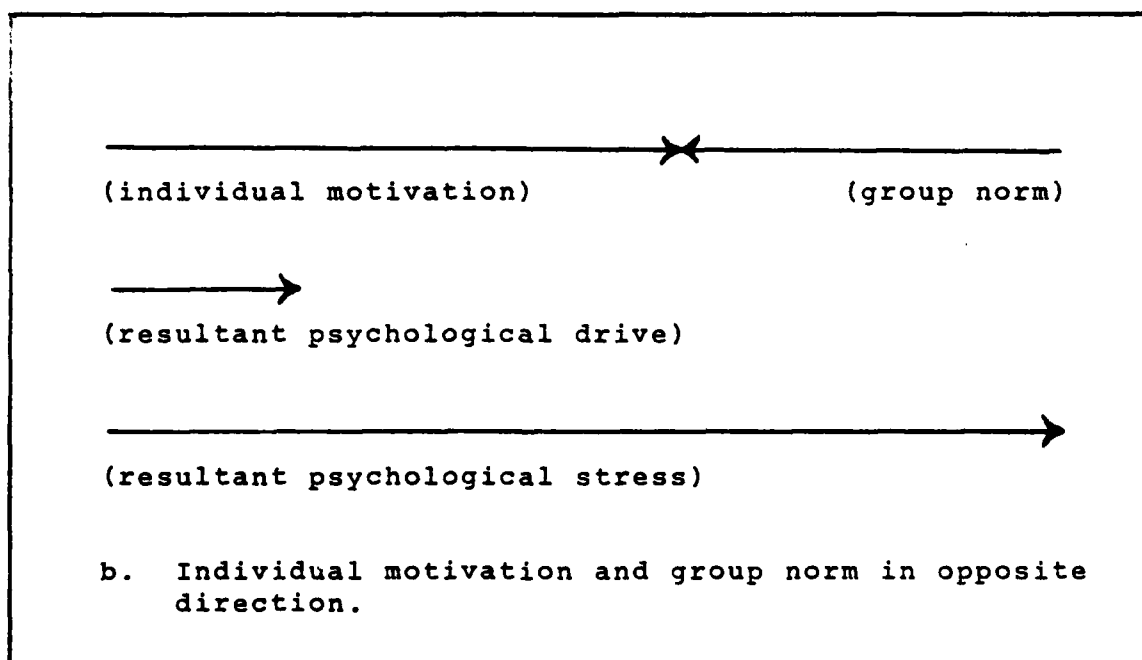 (individual motivation) (group norm)
(resultant psychological drive)
(resultant psychological stress)
b. Individual motivation and group norm in opposite
direction.